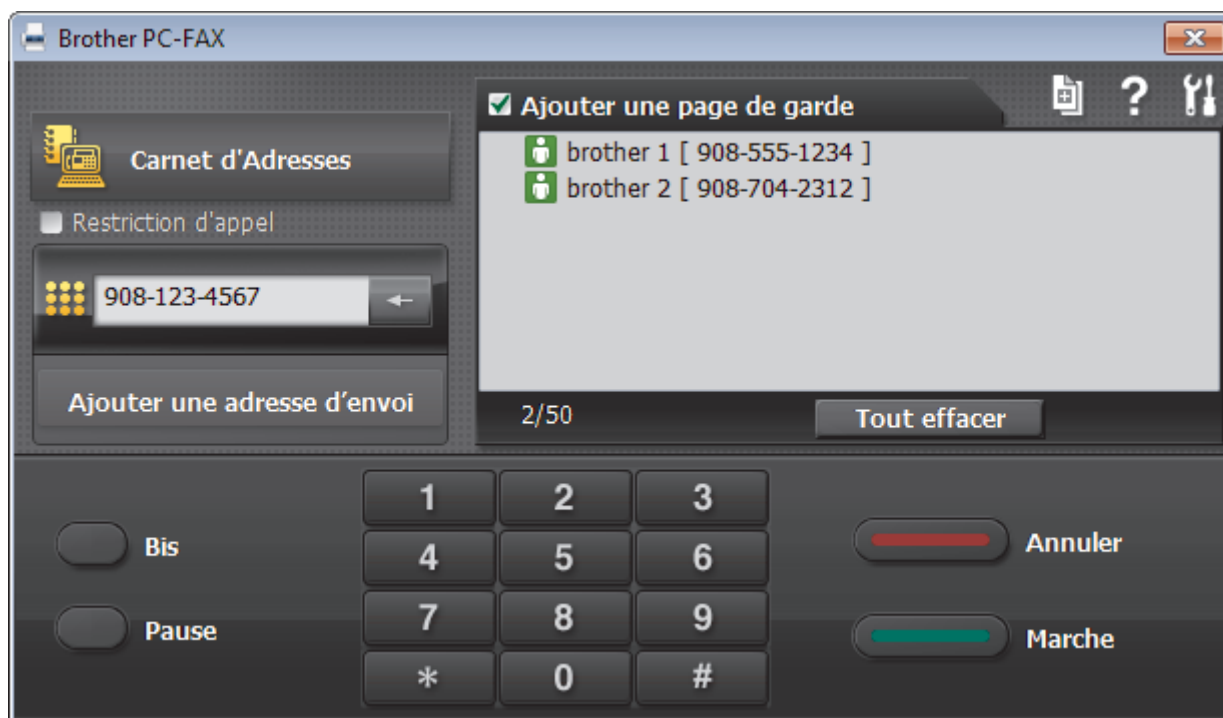 Brother PC-FAX
Carnet d'Adresses
Restriction d'appel
908-123-4567
Ajouter une adresse d’envoi
Ajouter une page de garde
?
brother 1 [ 908-555-1234 ]
brother 2 [ 908-704-2312 ]
2/50
Tout effacer
Bis
Pause
1 2 3
4 5 6
7 8 9
* 0 #
Annuler
Marche